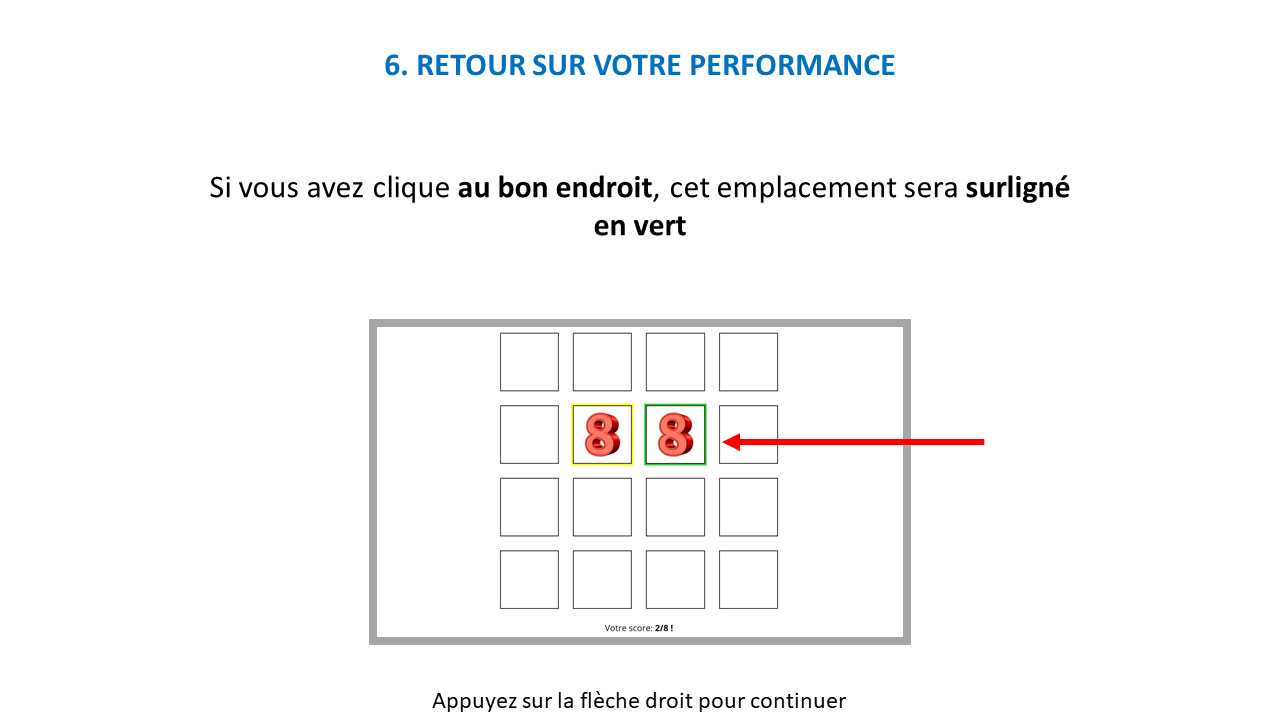 6. RETOUR SUR VOTRE PERFORMANCE
Si vous avez clique au bon endroit, cet emplacement sera surligné
en vert
8 8
Votre score: 2/8 !
Appuyez sur la flèche droit pour continuer